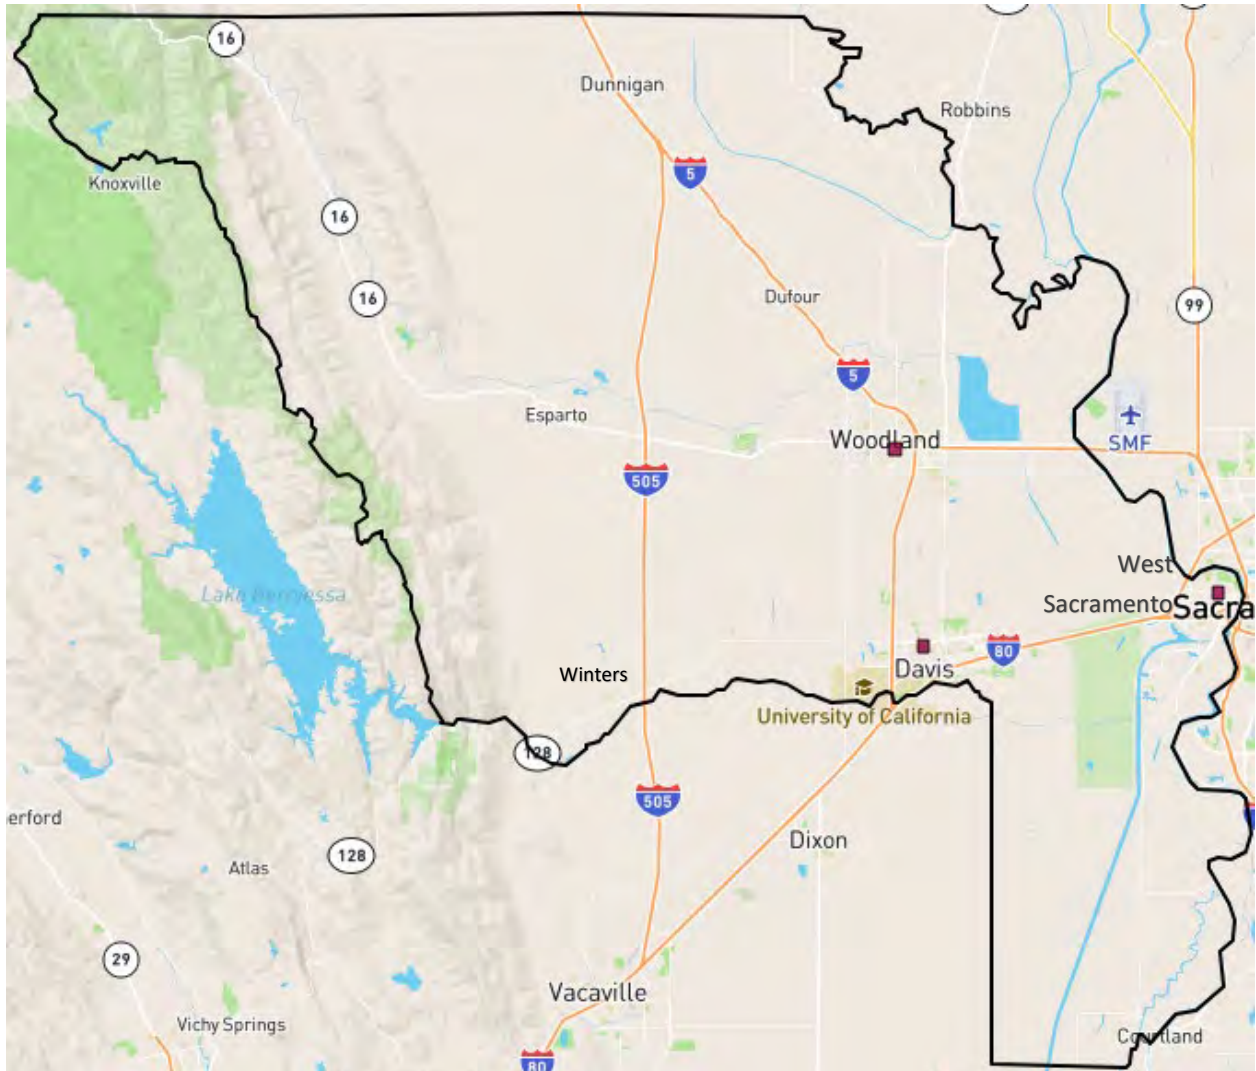 16
Dunnigan
Robbins
5
Knoxville
16
16
Dufour
99
5
Esparto
Woodland
SMF
505
West
Lake Berryessa
Sacramento
Sacra
80
Winters
Davis
University of California
128
505
erford
Dixon
128
Atlas
29
Vacaville
Vichy Springs
Courtland
80